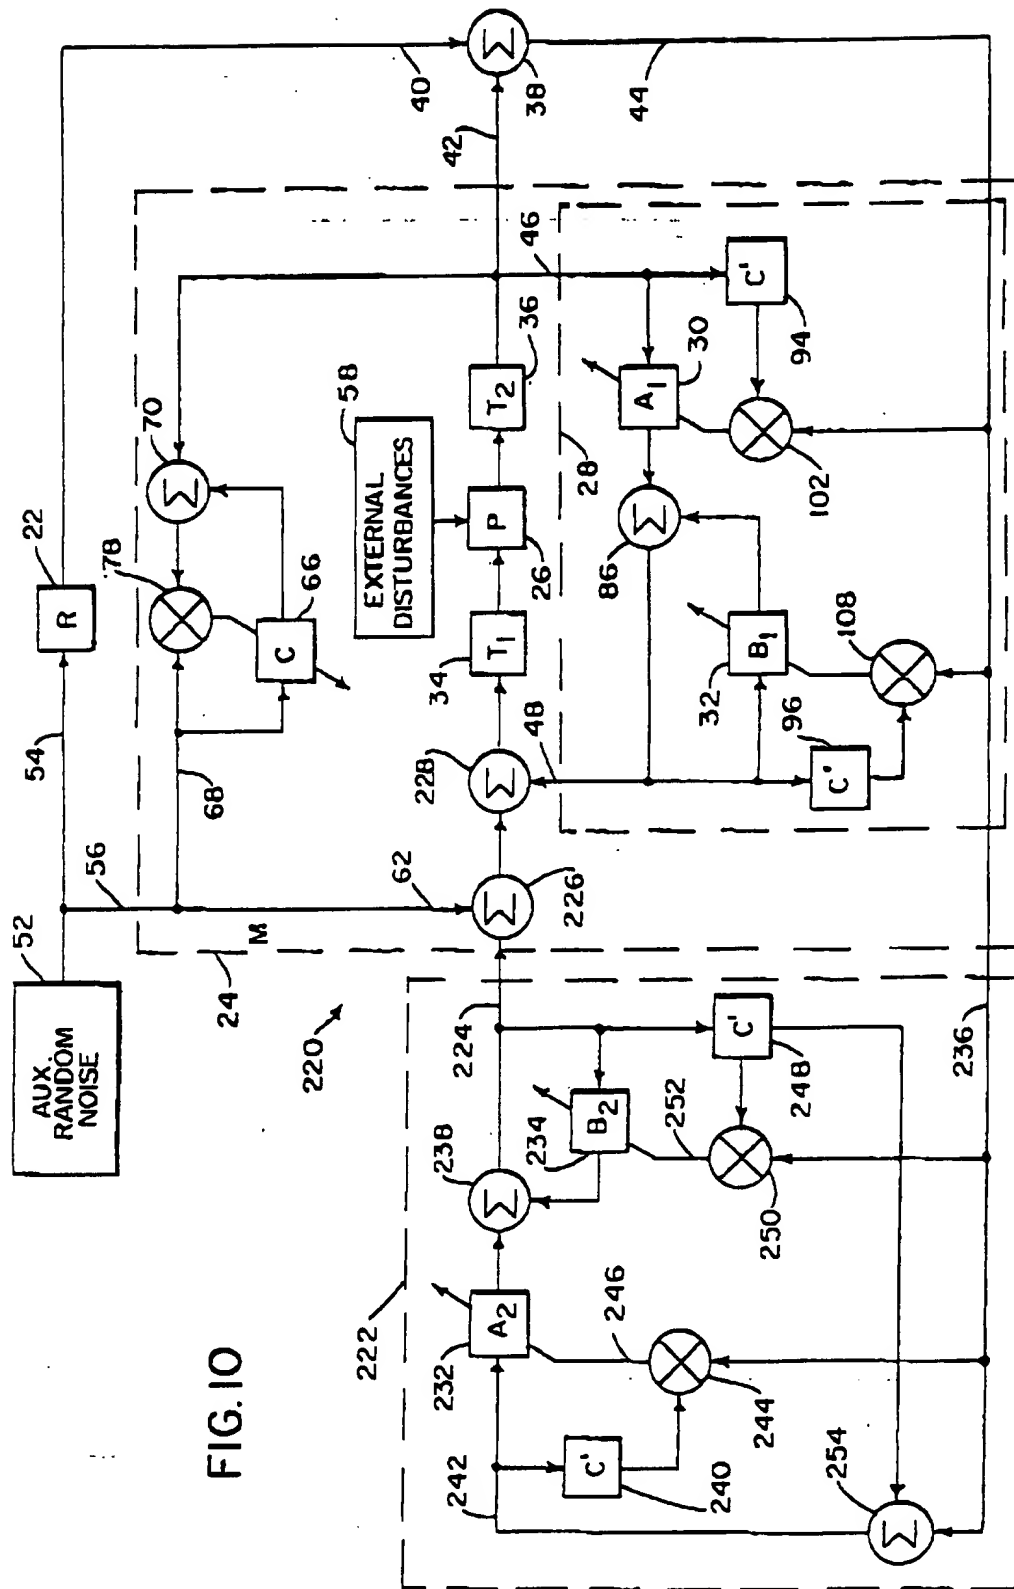 FIG. 10
52
AUX.
RANDOM
NOISE
54
22
R
56
24
M
68
78
70
Σ
66
C
40
38
Σ
42
44
220
62
226
Σ
228
Σ
34
T1
26
P
58
EXTERNAL
DISTURBANCES
T2
36
46
48
28
86
Σ
A1
30
C'
94
102
32
B1
108
96
C'
222
224
238
Σ
232
A2
234
B2
252
250
C'
248
236
242
C'
240
246
244
254
Σ